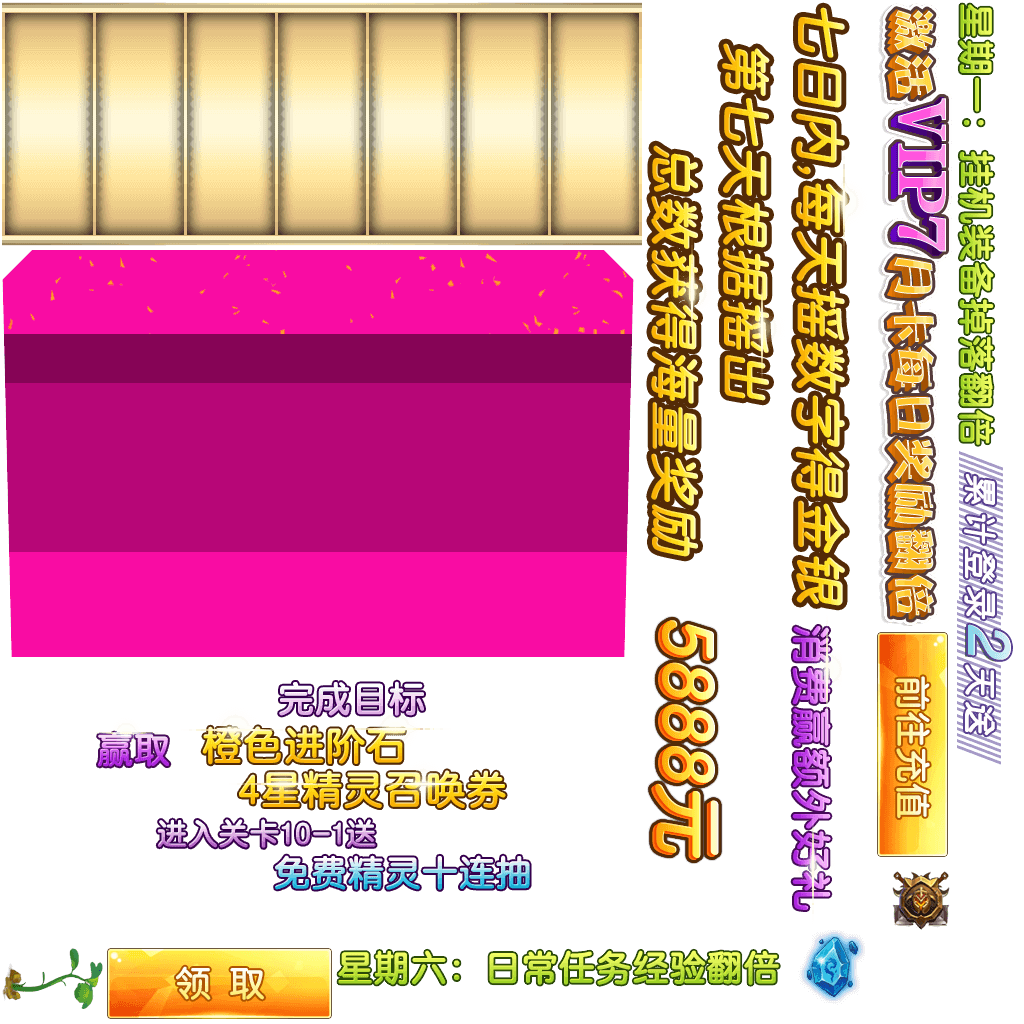 星期一：挂机装备掉落翻倍
激活VIP7月卡每日奖励翻倍
七日内,每天摇数字得金银
第七天根据摇出
总数获得海量奖励
累计登录2天送
5888元
消费赢额外好礼
前往充值
完成目标
赢取 橙色进阶石
4星精灵召唤券
进入关卡10-1送
免费精灵十连抽
领取
星期六：日常任务经验翻倍